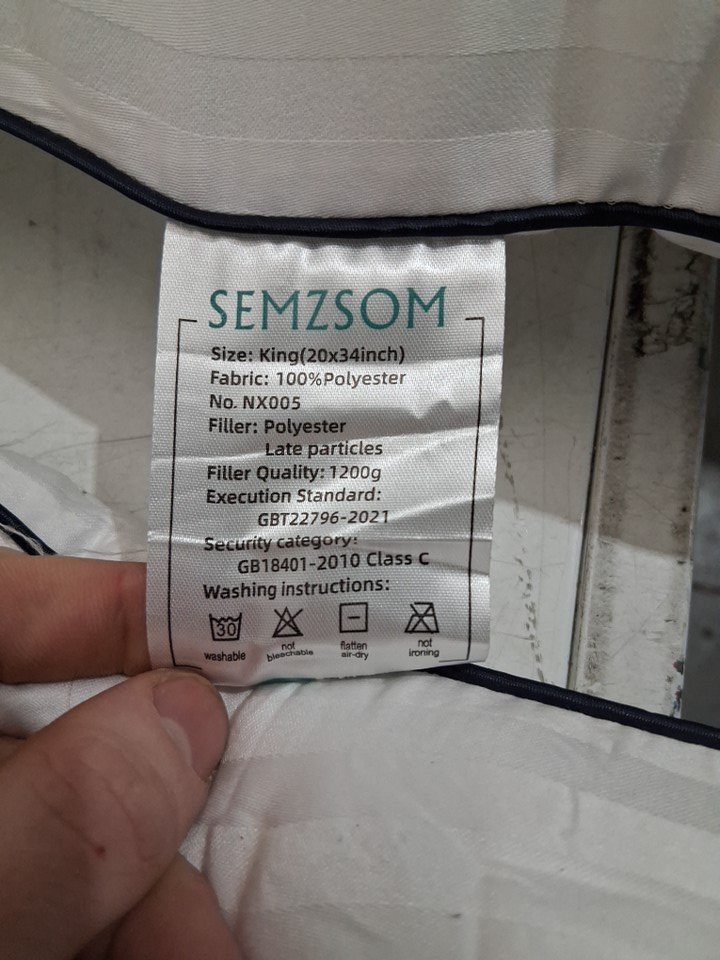 SEMZSOM
Size: King(20x34inch)
Fabric: 100%Polyester
No. NX005
Filler: Polyester
Late particles
Filler Quality: 1200g
Execution Standard:
GBT22796-2021
Security category:
GB18401-2010 Class C
Washing instructions:
30
washable
not
bleachable
flatten
air-dry
not
ironing